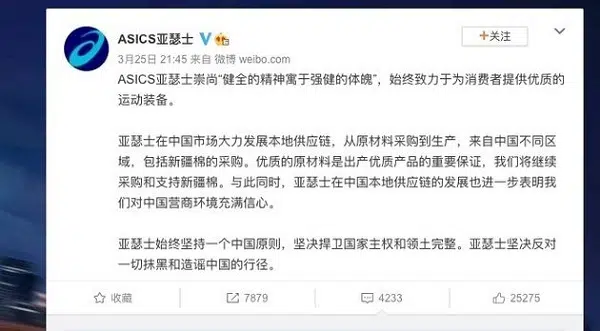 ASICS亚瑟士
+关注
3月25日 21:45 来自 微博 weibo.com
ASICS亚瑟士崇尚“健全的精神寓于强健的体魄”，始终致力于为消费者提供优质的
运动装备。
亚瑟士在中国市场大力发展本地供应链，从原材料采购到生产，来自中国不同区
域，包括新疆棉的采购。优质的原材料是出产优质产品的重要保证，我们将继续
采购和支持新疆棉。与此同时，亚瑟士在中国本地供应链的发展也进一步表明我
们对中国营商环境充满信心。
亚瑟士始终坚持一个中国原则，坚决捍卫国家主权和领土完整。亚瑟士坚决反对
一切抹黑和造谣中国的行径。
收藏 7879 4233 25275